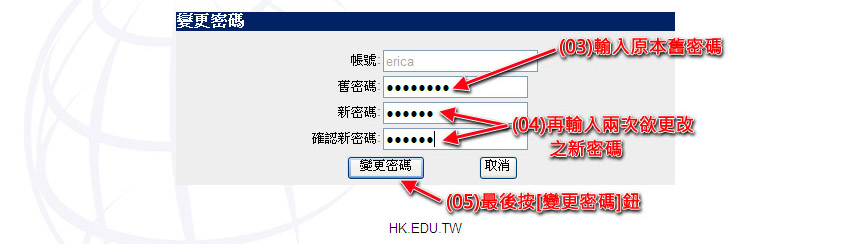 變更密碼
(03)輸入原本舊密碼
帳號: erica
舊密碼: ●●●●●●●●
新密碼: ●●●●●●
(04)再輸入兩次欲更改
之新密碼
確認新密碼: ●●●●●●
變更密碼 取消
(05)最後按[變更密碼]鈕
HK.EDU.TW